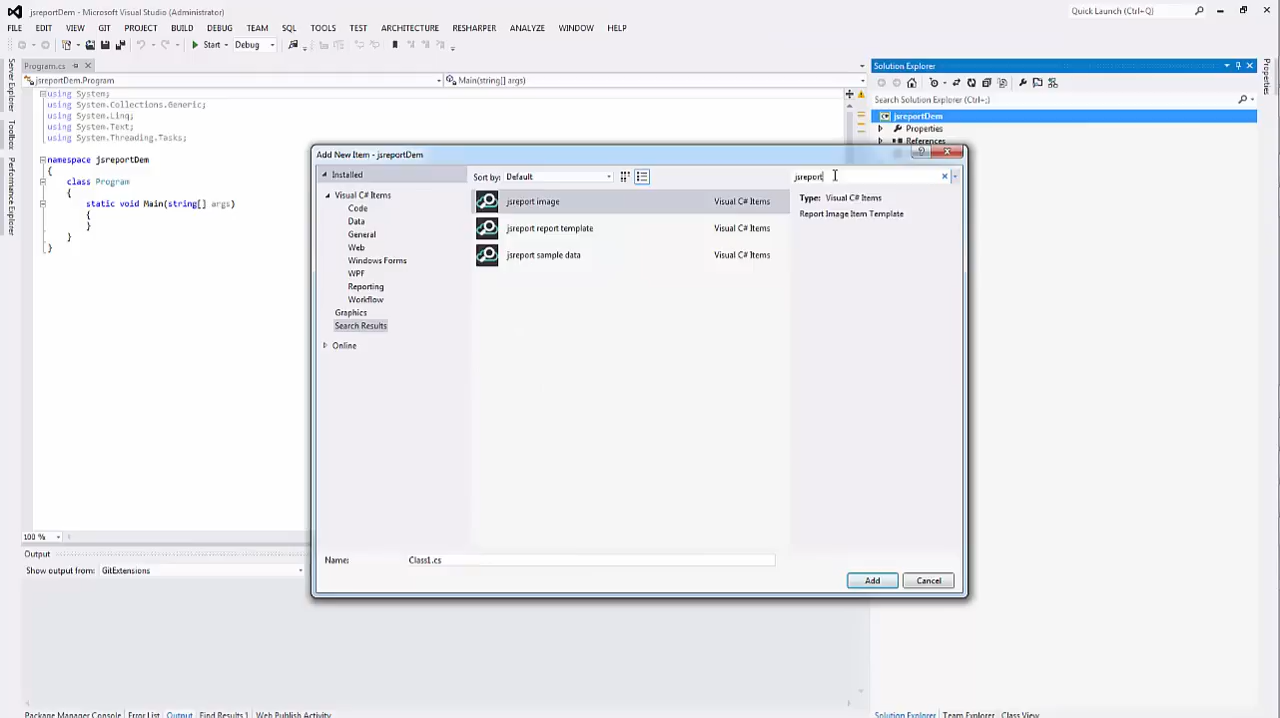 jsreportDem - Microsoft Visual Studio (Administrator)
Quick Launch (Ctrl+Q)
FILE EDIT VIEW GIT PROJECT BUILD DEBUG TEAM SQL TOOLS TEST ARCHITECTURE RESHARPER ANALYZE WINDOW HELP
Start Debug
Server Explorer
Toolbox
Performance Explorer
Program.cs
jsreportDem.Program
Main(string[] args)
using System;
using System.Collections.Generic;
using System.Linq;
using System.Text;
using System.Threading.Tasks;
namespace jsreportDem
{
class Program
{
static void Main(string[] args)
{
}
}
}
100 %
Output
Show output from: GitExtensions
Add New Item - jsreportDem
Installed
Visual C# Items
Code
Data
General
Web
Windows Forms
WPF
Reporting
Workflow
Graphics
Search Results
Online
Sort by: Default
jsreport image Visual C# Items
jsreport report template Visual C# Items
jsreport sample data Visual C# Items
jsreport
Type: Visual C# Items
Report Image Item Template
Name: Class1.cs
Add Cancel
Solution Explorer
Search Solution Explorer (Ctrl+;)
jsreportDem
Properties
References
Properties
Package Manager Console Error List Output Find Results 1 Web Publish Activity
Solution Explorer Team Explorer Class View